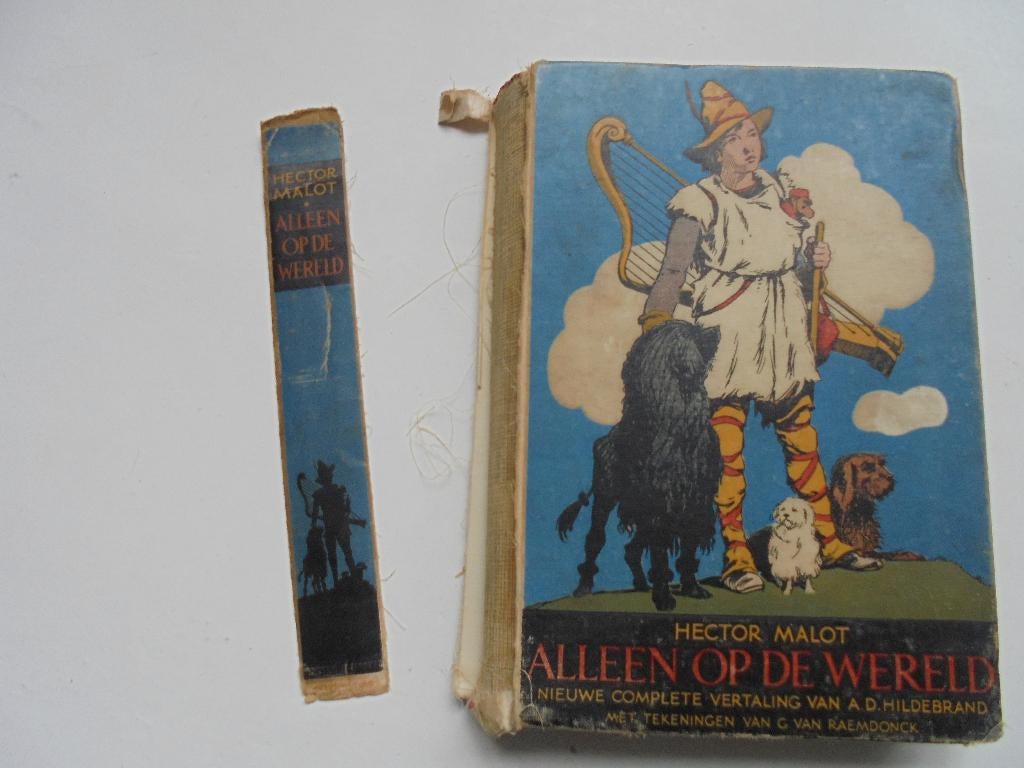 HECTOR
MALOT
ALLEEN
OP DE
WERELD
HECTOR MALOT
ALLEEN OP DE WERELD
NIEUWE COMPLETE VERTALING VAN A.D. HILDEBRAND
MET TEKENINGEN VAN G. VAN RAEMDONCK